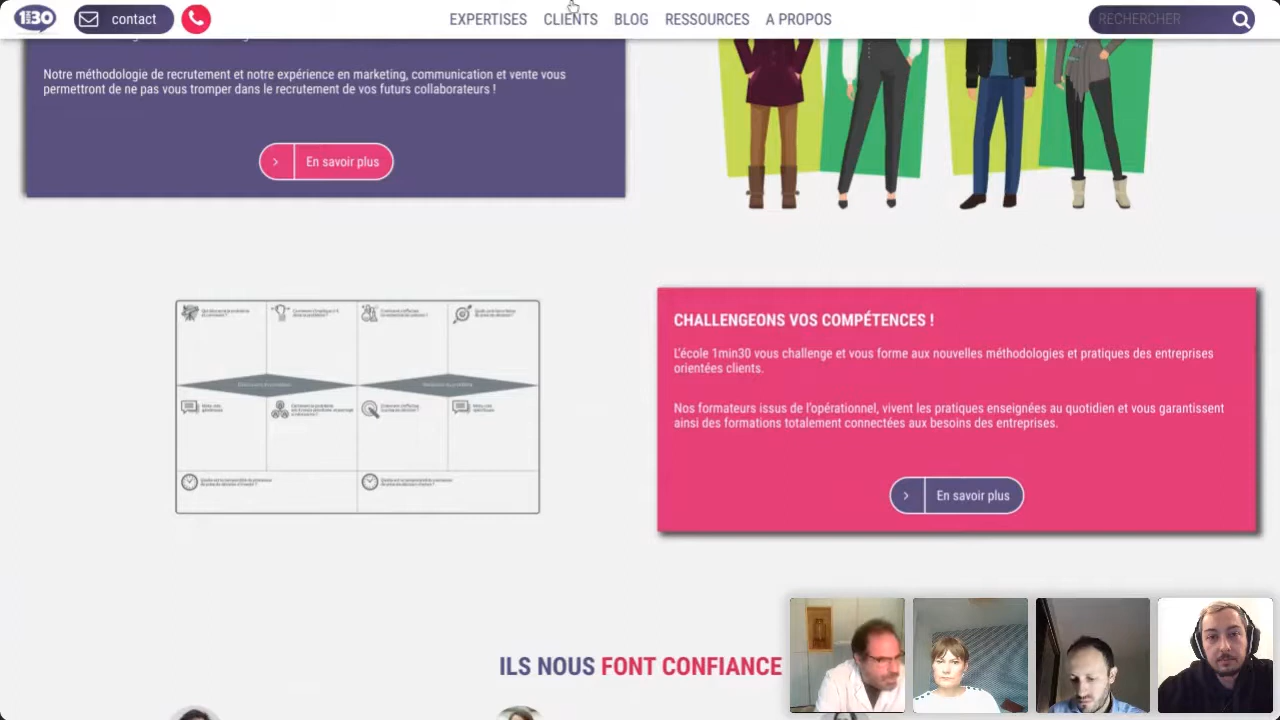 1min30
contact
EXPERTISES
CLIENTS
BLOG
RESSOURCES
A PROPOS
RECHERCHER
Notre méthodologie de recrutement et notre expérience en marketing, communication et vente vous
permettront de ne pas vous tromper dans le recrutement de vos futurs collaborateurs !
En savoir plus
CHALLENGEONS VOS COMPÉTENCES !
L'école 1min30 vous challenge et vous forme aux nouvelles méthodologies et pratiques des entreprises
orientées clients.
Nos formateurs issus de l'opérationnel, vivent les pratiques enseignées au quotidien et vous garantissent
ainsi des formations totalement connectées aux besoins des entreprises.
En savoir plus
ILS NOUS FONT CONFIANCE